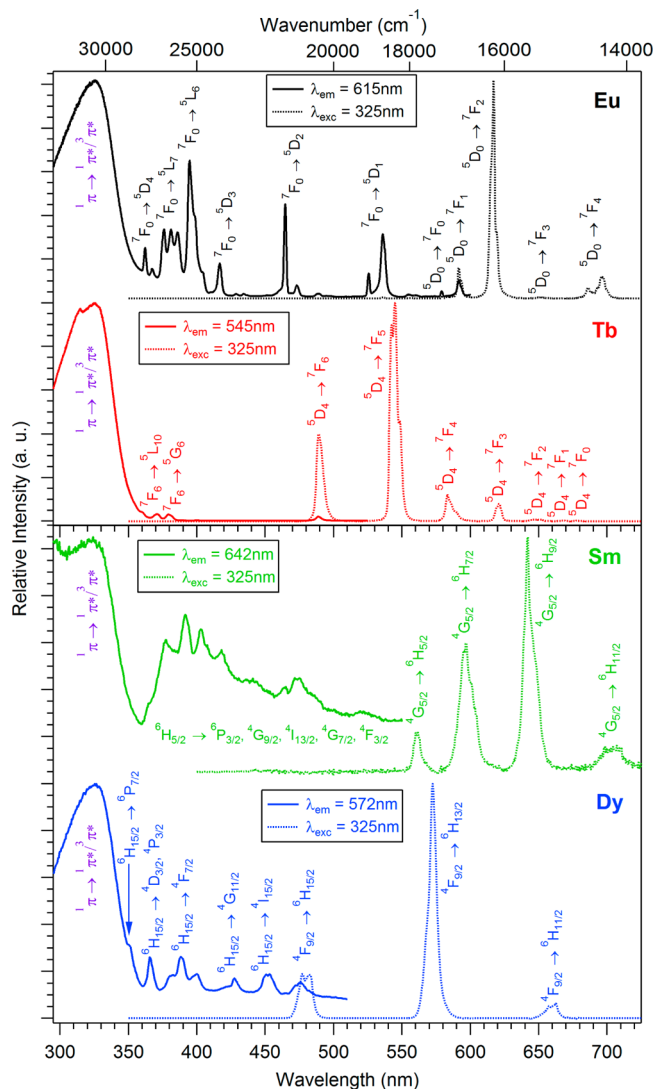 Wavenumber (cm⁻¹)
30000 25000 20000 18000 16000 14000
λem = 615nm
λexc = 325nm
Eu
¹π → ¹π*/³π*
⁷F₀ → ⁵D₄
⁷F₀ → ⁵L₇
⁷F₀ → ⁵L₆
⁷F₀ → ⁵D₃
⁷F₀ → ⁵D₂
⁷F₀ → ⁵D₁
⁵D₀ → ⁷F₀
⁵D₀ → ⁷F₁
⁵D₀ → ⁷F₂
⁵D₀ → ⁷F₃
⁵D₀ → ⁷F₄
λem = 545nm
λexc = 325nm
Tb
¹π → ¹π*/³π*
⁷F₆ → ⁵L₁₀
⁷F₆ → ⁵G₆
⁵D₄ → ⁷F₆
⁵D₄ → ⁷F₅
⁵D₄ → ⁷F₄
⁵D₄ → ⁷F₃
⁵D₄ → ⁷F₂
⁵D₄ → ⁷F₁
⁵D₄ → ⁷F₀
Relative Intensity (a. u.)
λem = 642nm
λexc = 325nm
Sm
¹π → ¹π*/³π*
⁶H5/2 → ⁶P3/2, ⁴G9/2, ⁴I13/2, ⁴G7/2, ⁴F3/2
⁴G5/2 → ⁶H5/2
⁴G5/2 → ⁶H7/2
⁴G5/2 → ⁶H9/2
⁴G5/2 → ⁶H11/2
λem = 572nm
λexc = 325nm
Dy
¹π → ¹π*/³π*
⁶H15/2 → ⁶P7/2
⁶H15/2 → ⁴D3/2, ⁴P3/2
⁶H15/2 → ⁴F7/2
⁶H15/2 → ⁴G11/2
⁶H15/2 → ⁴I15/2
⁴F9/2 → ⁶H15/2
⁴F9/2 → ⁶H13/2
⁴F9/2 → ⁶H11/2
300 350 400 450 500 550 600 650 700
Wavelength (nm)